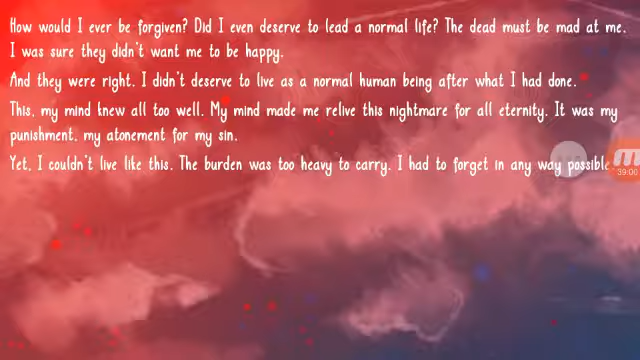 How would I ever be forgiven? Did I even deserve to lead a normal life? The dead must be mad at me.
I was sure they didn't want me to be happy.
And they were right. I didn't deserve to live as a normal human being after what I had done.
This, my mind knew all too well. My mind made me relive this nightmare for all eternity. It was my
punishment, my atonement for my sin.
Yet, I couldn't live like this. The burden was too heavy to carry. I had to forget in any way possible.
39:00